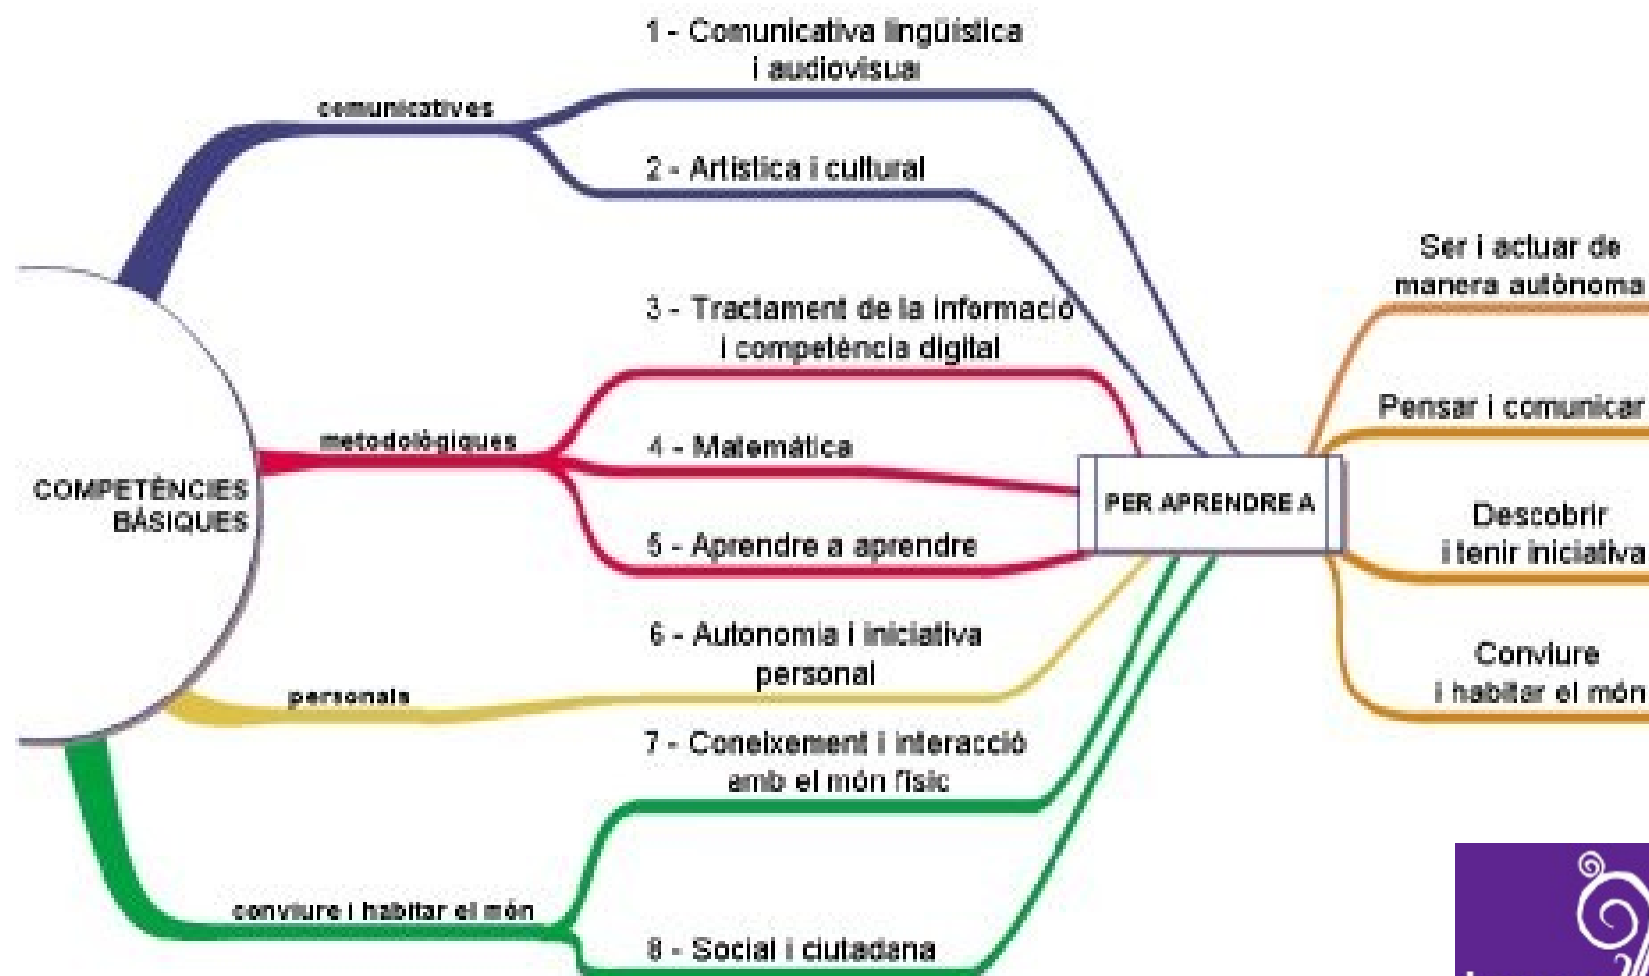 COMPETÈNCIES
BÀSIQUES
comunicatives
1 - Comunicativa lingüística
i audiovisual
2 - Artística i cultural
metodològiques
3 - Tractament de la informació
i competència digital
4 - Matemàtica
5 - Aprendre a aprendre
personals
6 - Autonomia i iniciativa
personal
conviure i habitar el món
7 - Coneixement i interacció
amb el món físic
8 - Social i ciutadana
PER APRENDRE A
Ser i actuar de
manera autònoma
Pensar i comunicar
Descobrir
i tenir iniciativa
Conviure
i habitar el món